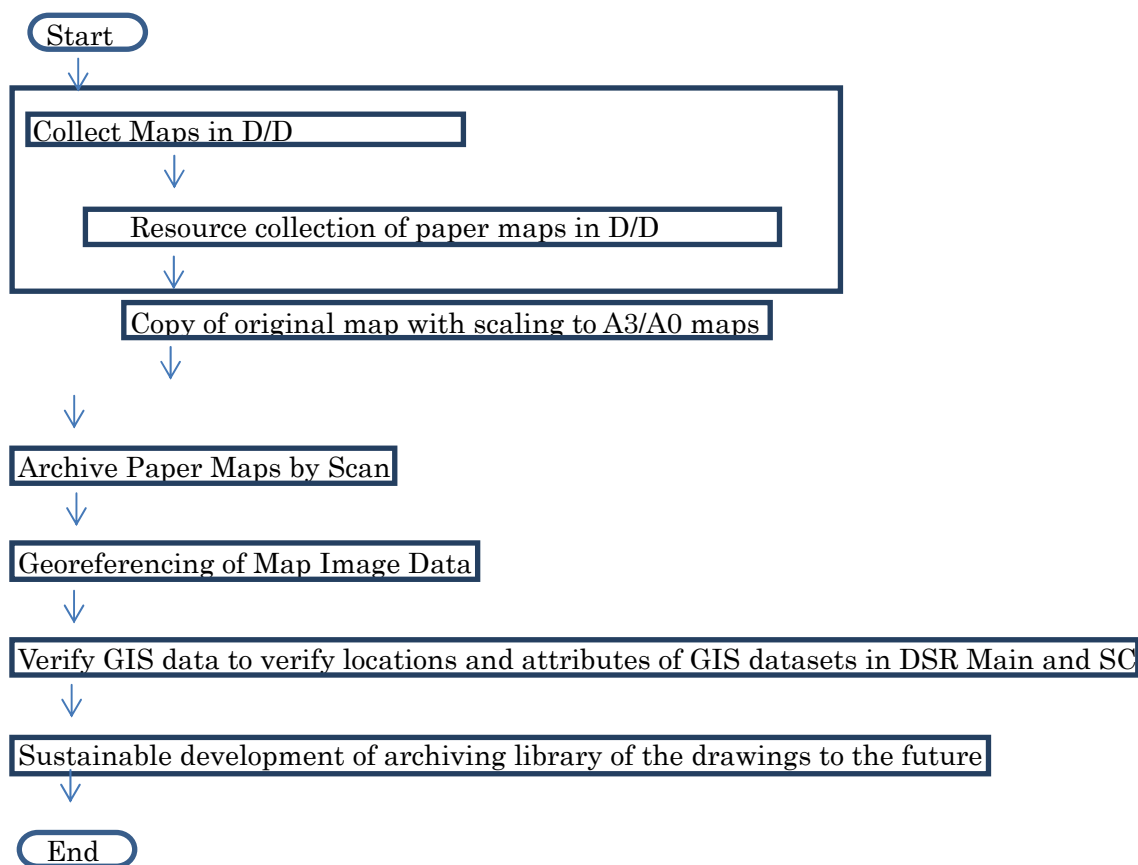 Start
Collect Maps in D/D
Resource collection of paper maps in D/D
Copy of original map with scaling to A3/A0 maps
Archive Paper Maps by Scan
Georeferencing of Map Image Data
Verify GIS data to verify locations and attributes of GIS datasets in DSR Main and SC
Sustainable development of archiving library of the drawings to the future
End